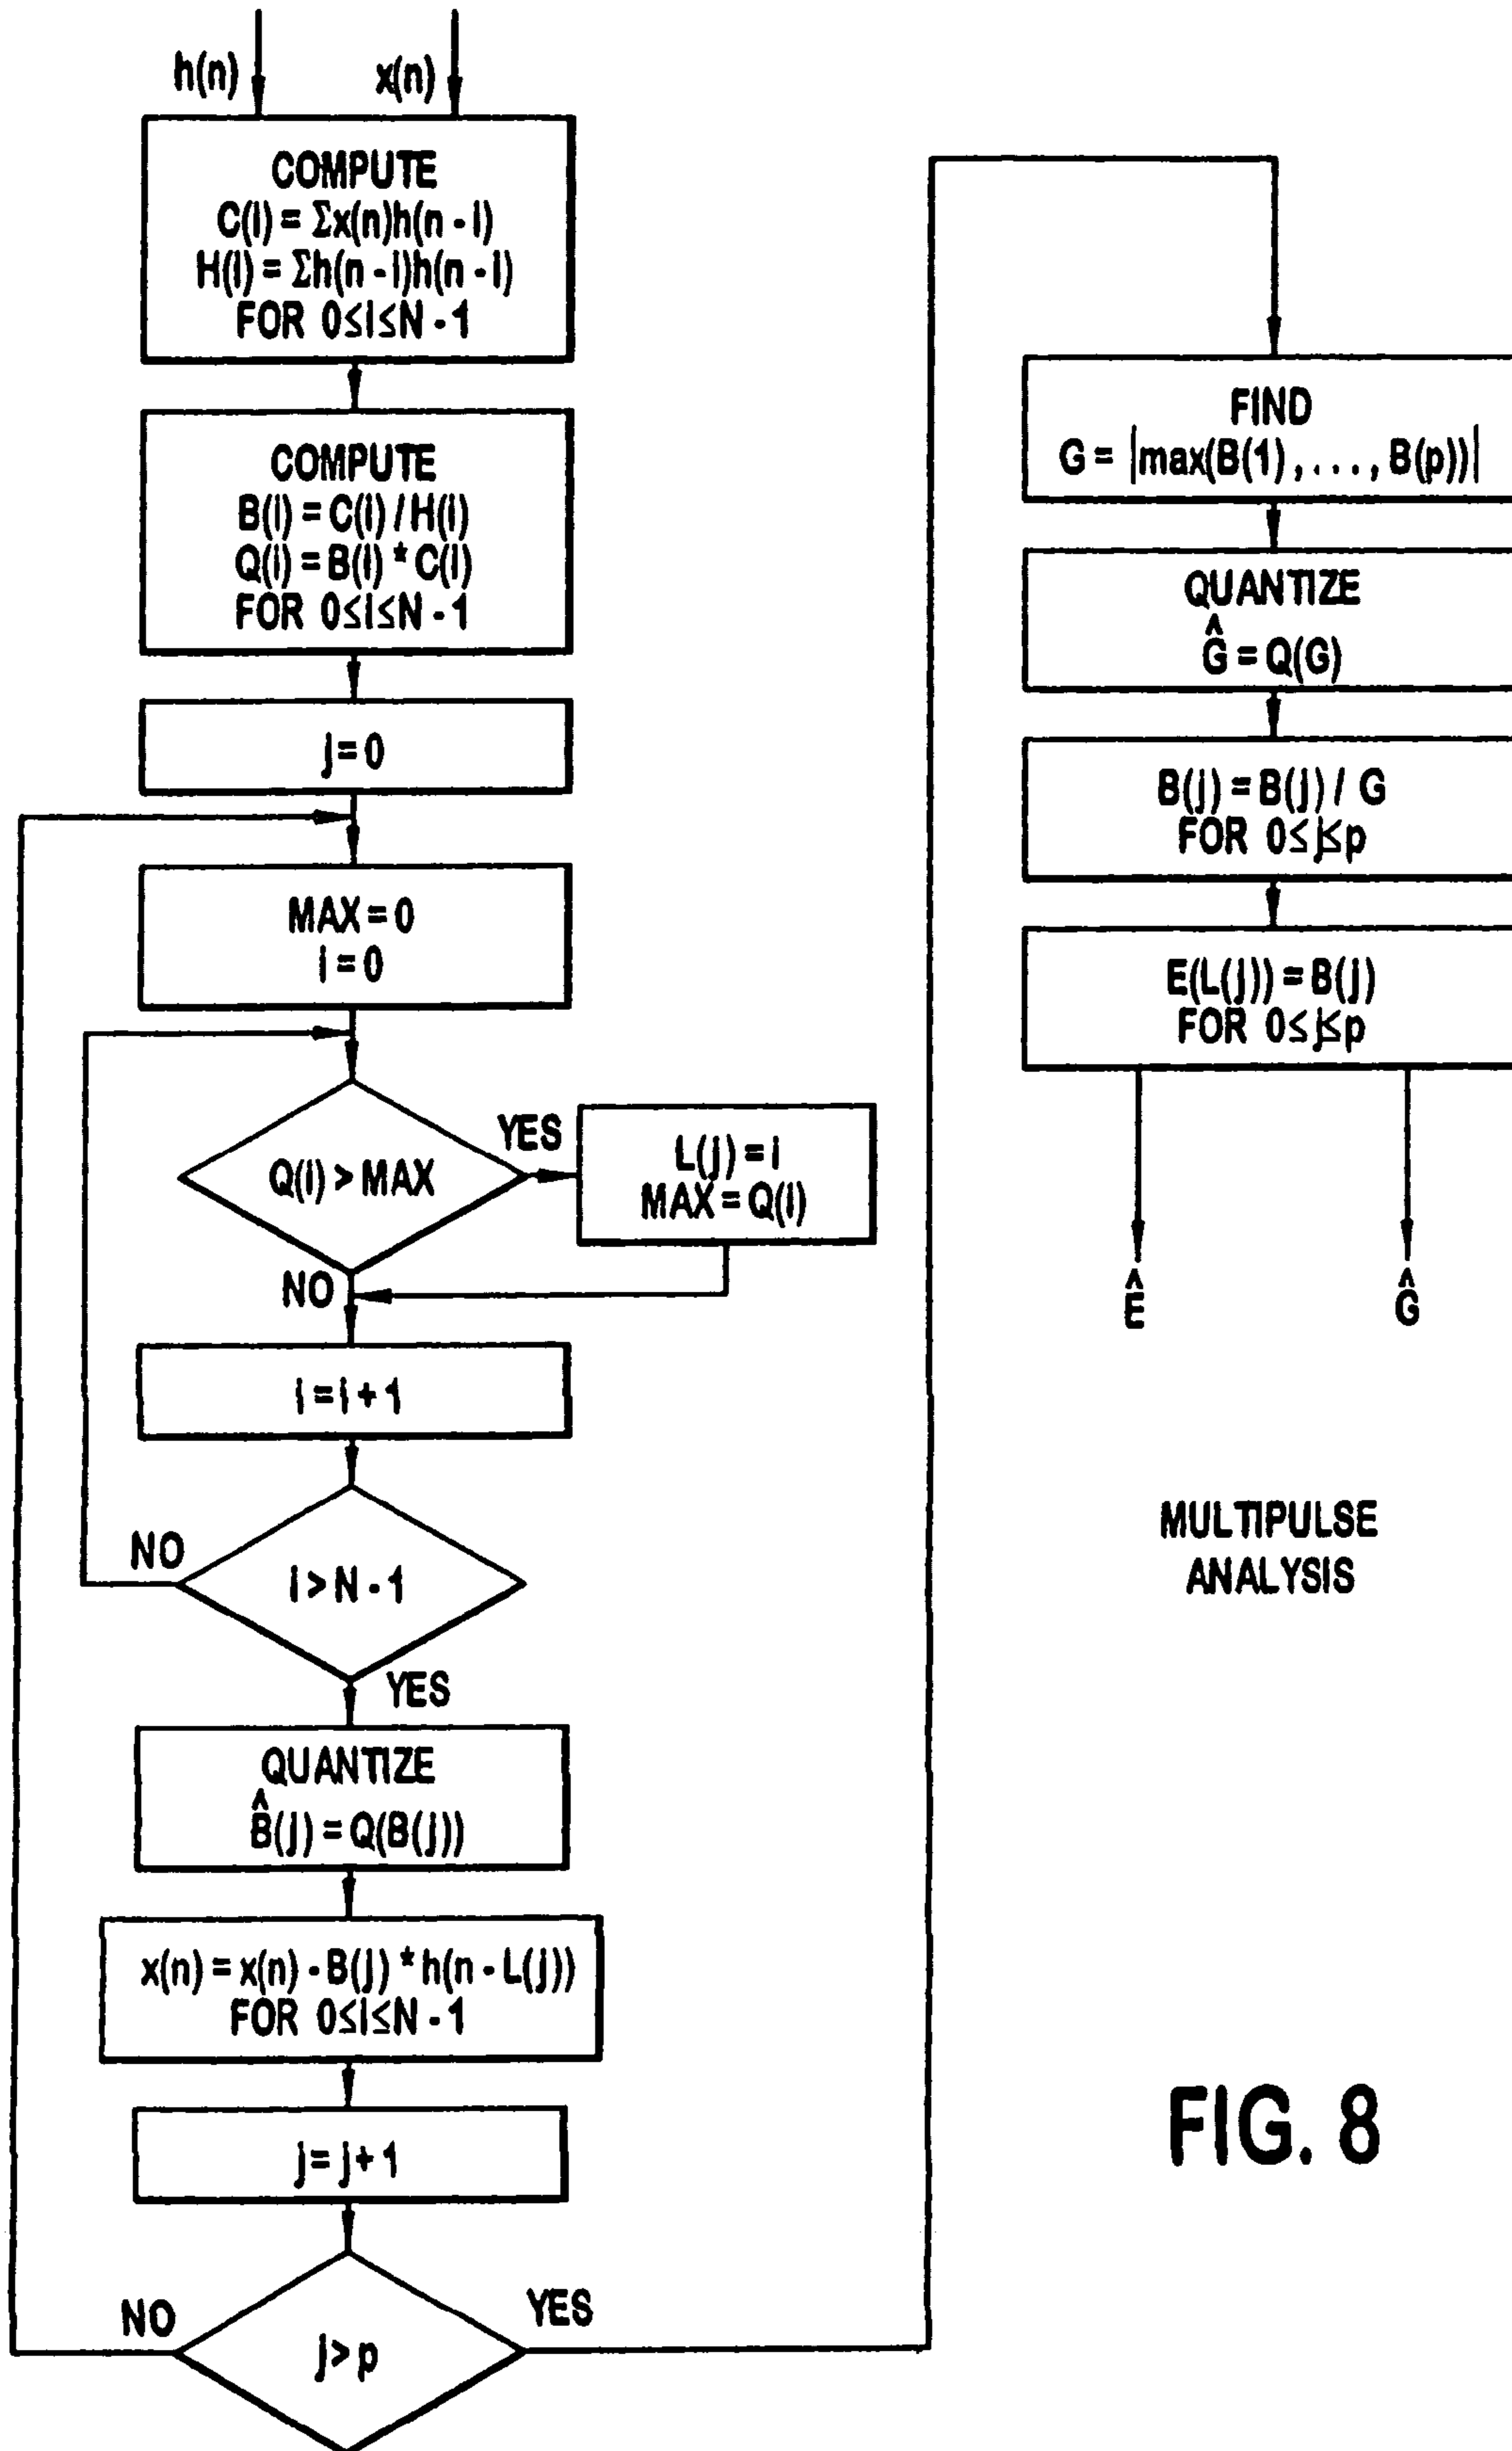 h(n)
x(n)
COMPUTE
C(i) = Σx(n)h(n - i)
H(i) = Σh(n - i)h(n - i)
FOR 0≤i≤N - 1
COMPUTE
B(i) = C(i) / H(i)
Q(i) = B(i) * C(i)
FOR 0≤i≤N - 1
j = 0
MAX = 0
i = 0
Q(i) > MAX
YES
L(j) = i
MAX = Q(i)
NO
i = i + 1
NO
i > N - 1
YES
QUANTIZE
B̂(j) = Q(B(j))
x(n) = x(n) - B(j) * h(n - L(j))
FOR 0≤i≤N - 1
j = j + 1
NO
YES
j > p
FIND
G = |max(B(1) , . . . , B(p))|
QUANTIZE
Ĝ = Q(G)
B(j) = B(j) / G
FOR 0≤j≤p
E(L(j)) = B(j)
FOR 0≤j≤p
Ê
Ĝ
MULTIPULSE
ANALYSIS
FIG. 8